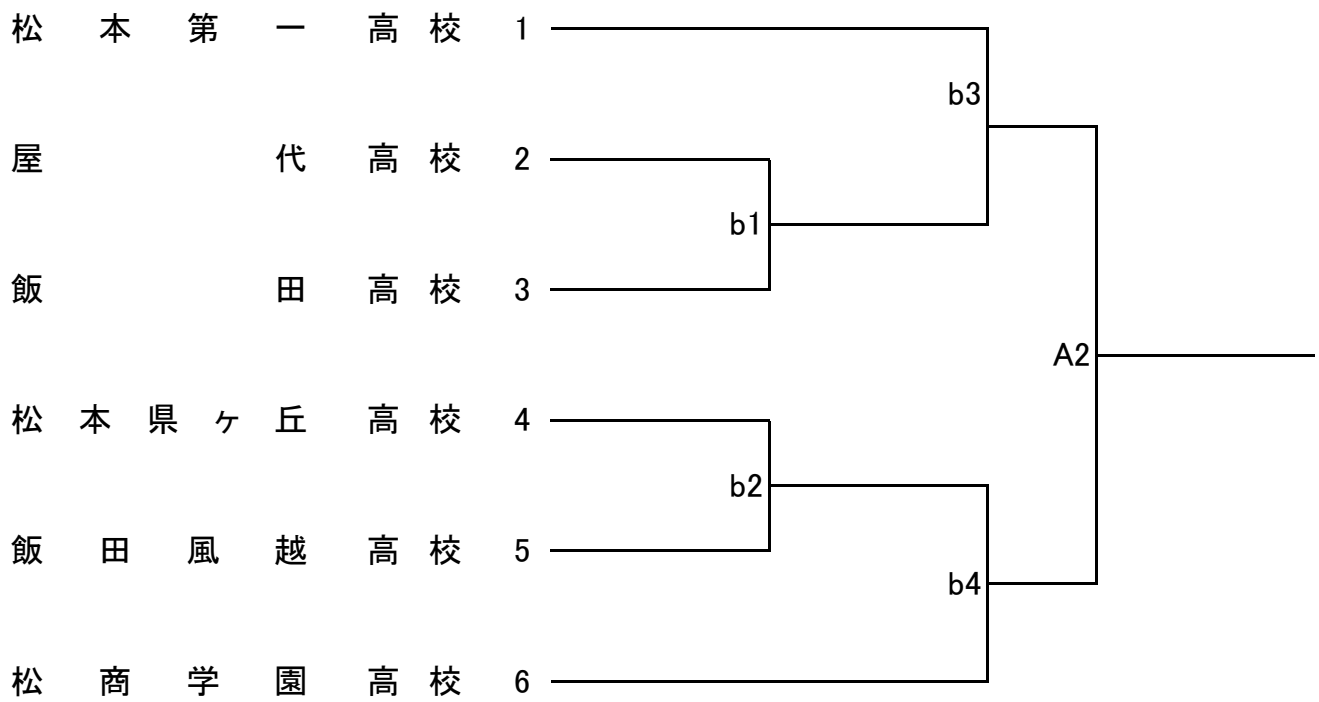 松本第一高校 1
b3
屋代高校 2
b1
飯田高校 3
A2
松本県ヶ丘高校 4
b2
飯田風越高校 5
b4
松商学園高校 6